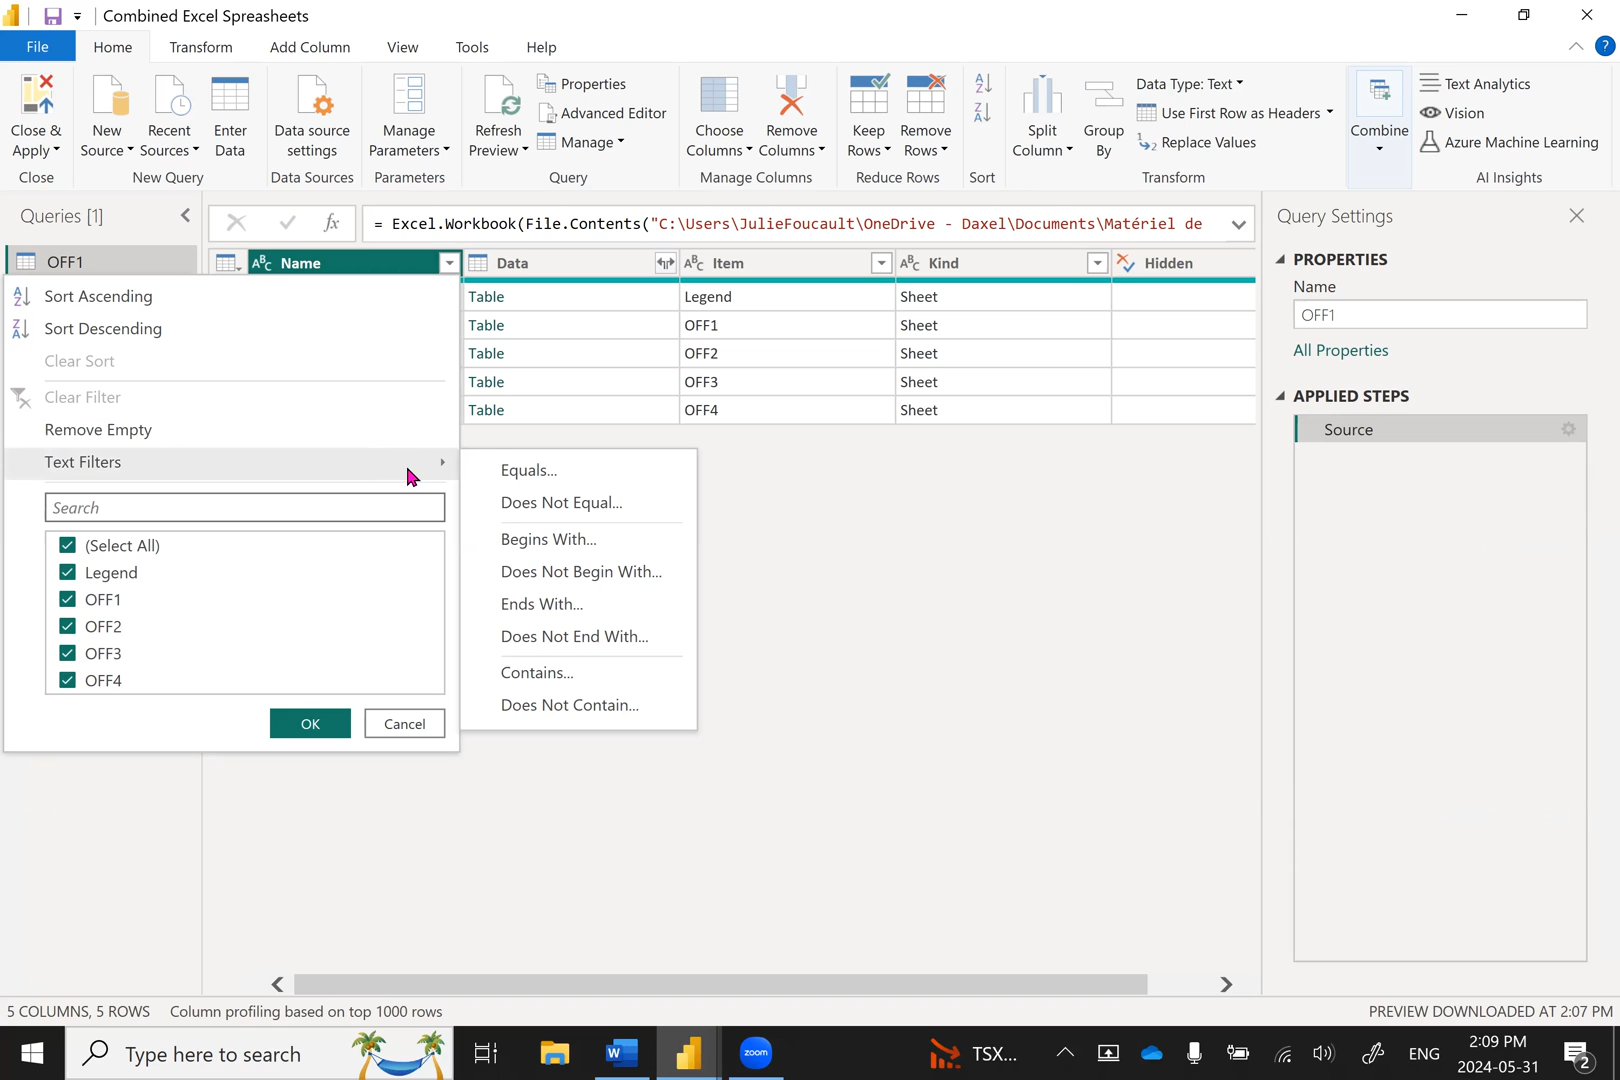 Combined Excel Spreasheets
File
Home
Transform
Add Column
View
Tools
Help
?
Close & Apply
New Source
Recent Sources
Enter Data
Data source settings
Manage Parameters
Refresh Preview
Properties
Advanced Editor
Manage
Choose Columns
Remove Columns
Keep Rows
Remove Rows
Split Column
Group By
Data Type: Text
Use First Row as Headers
Replace Values
Combine
Text Analytics
Vision
Azure Machine Learning
Close
New Query
Data Sources
Parameters
Query
Manage Columns
Reduce Rows
Sort
Transform
AI Insights
Queries [1]
fx
= Excel.Workbook(File.Contents("C:\Users\JulieFoucault\OneDrive - Daxel\Documents\Matériel de
Query Settings
OFF1
ABC Name
Data
ABC Item
ABC Kind
Hidden
Table Legend Sheet
Table OFF1 Sheet
Table OFF2 Sheet
Table OFF3 Sheet
Table OFF4 Sheet
Sort Ascending
Sort Descending
Clear Sort
Clear Filter
Remove Empty
Text Filters
Search
(Select All)
Legend
OFF1
OFF2
OFF3
OFF4
OK
Cancel
Equals...
Does Not Equal...
Begins With...
Does Not Begin With...
Ends With...
Does Not End With...
Contains...
Does Not Contain...
PROPERTIES
Name
OFF1
All Properties
APPLIED STEPS
Source
5 COLUMNS, 5 ROWS
Column profiling based on top 1000 rows
PREVIEW DOWNLOADED AT 2:07 PM
Type here to search
W
zoom
TSX...
ENG
2:09 PM
2024-05-31
2